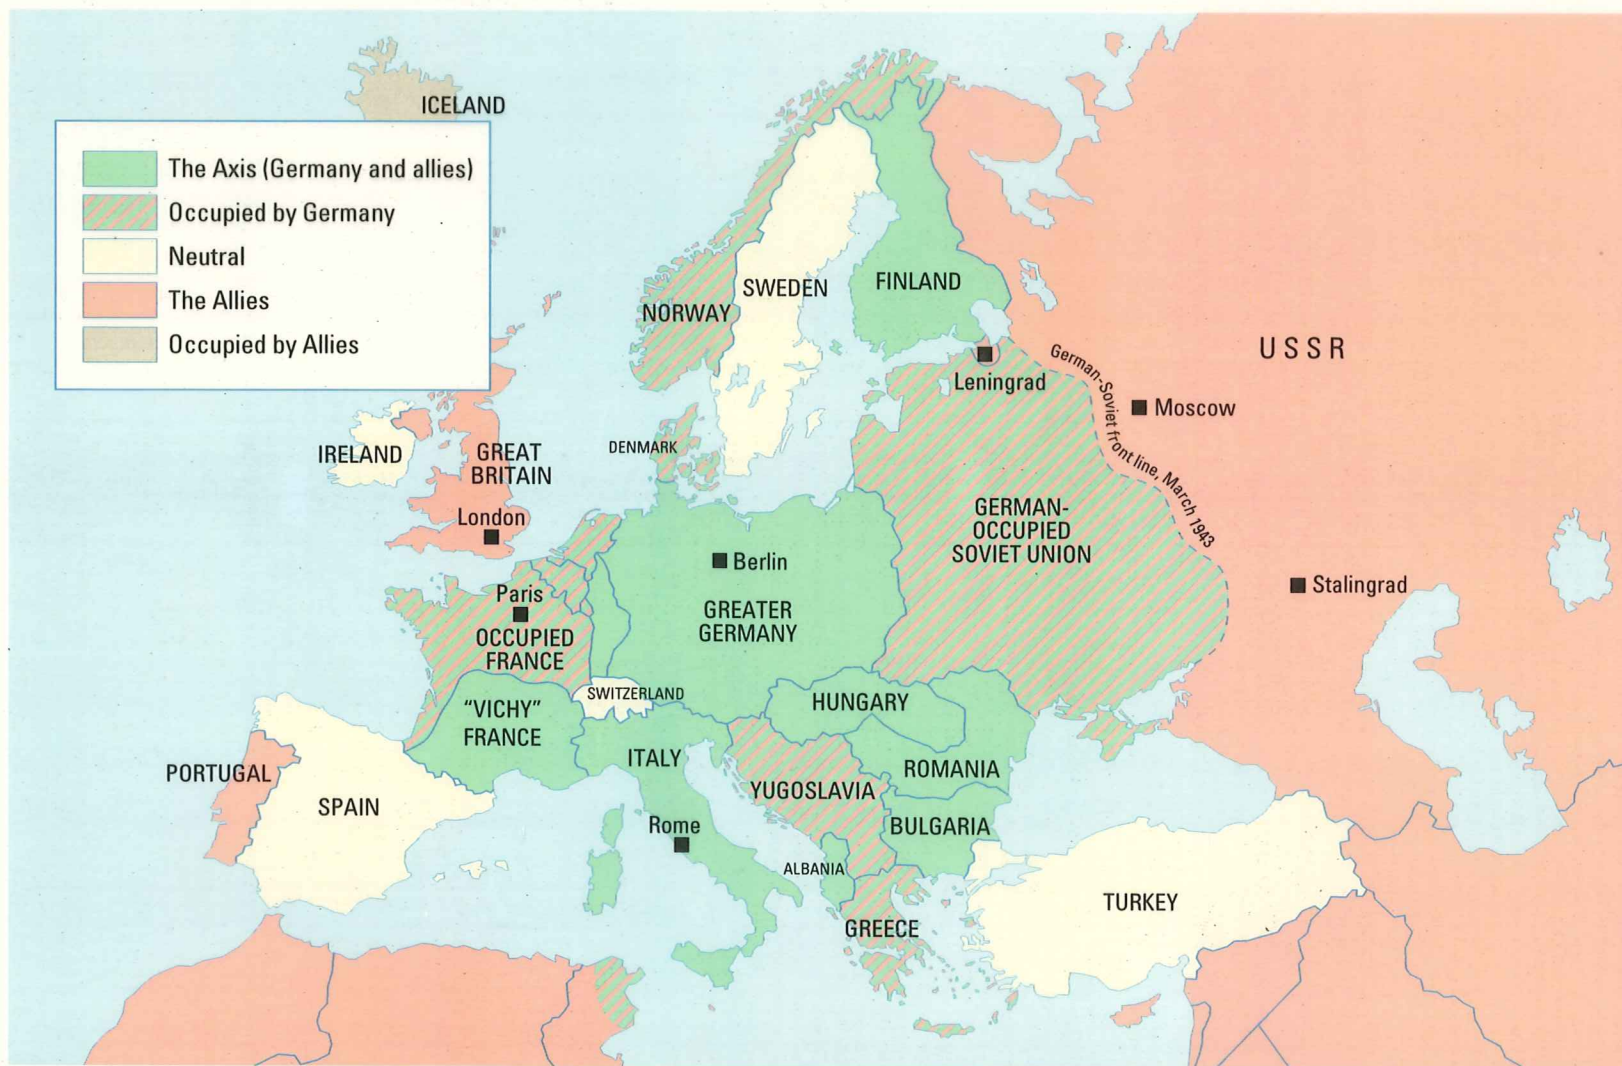 ICELAND
The Axis (Germany and allies)
Occupied by Germany
Neutral
The Allies
Occupied by Allies
NORWAY
SWEDEN
FINLAND
USSR
Leningrad
German-Soviet front line, March 1943
Moscow
IRELAND
GREAT
BRITAIN
London
DENMARK
GERMAN-
OCCUPIED
SOVIET UNION
Berlin
GREATER
GERMANY
Stalingrad
Paris
OCCUPIED
FRANCE
SWITZERLAND
"VICHY"
FRANCE
HUNGARY
ITALY
ROMANIA
PORTUGAL
SPAIN
YUGOSLAVIA
Rome
BULGARIA
ALBANIA
GREECE
TURKEY